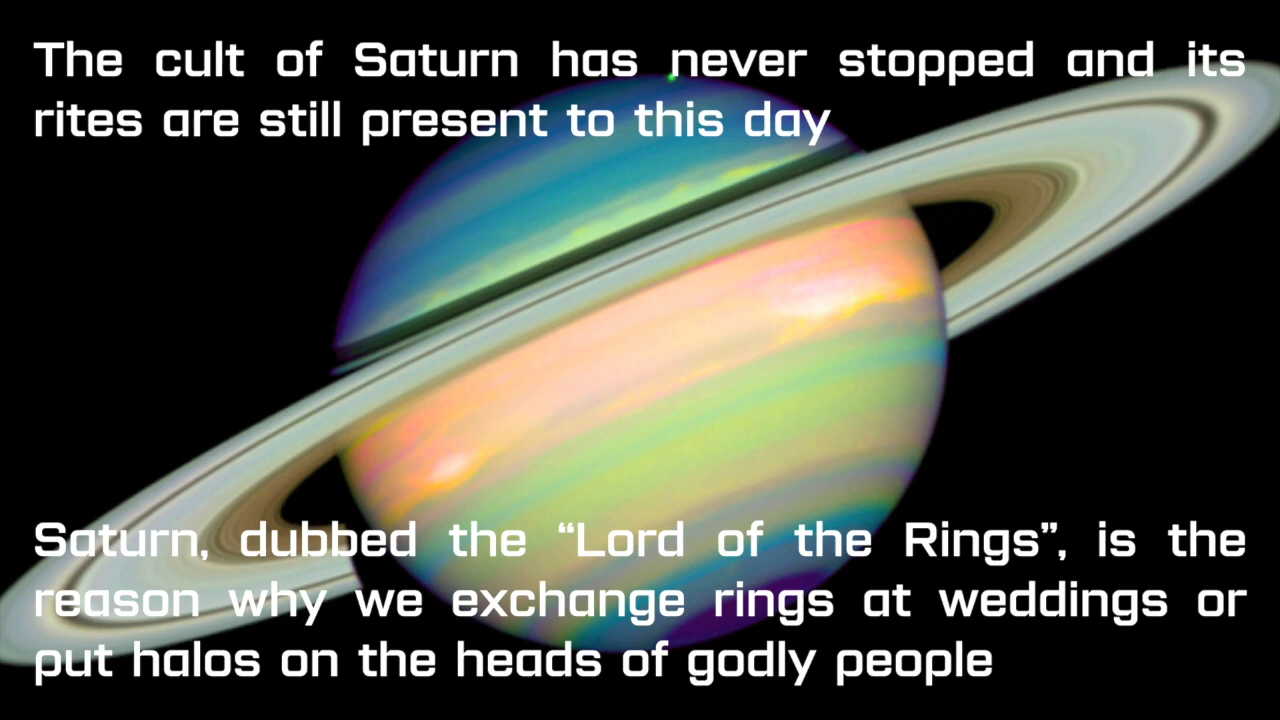 The cult of Saturn has never stopped and its
rites are still present to this day
Saturn, dubbed the “Lord of the Rings”, is the
reason why we exchange rings at weddings or
put halos on the heads of godly people